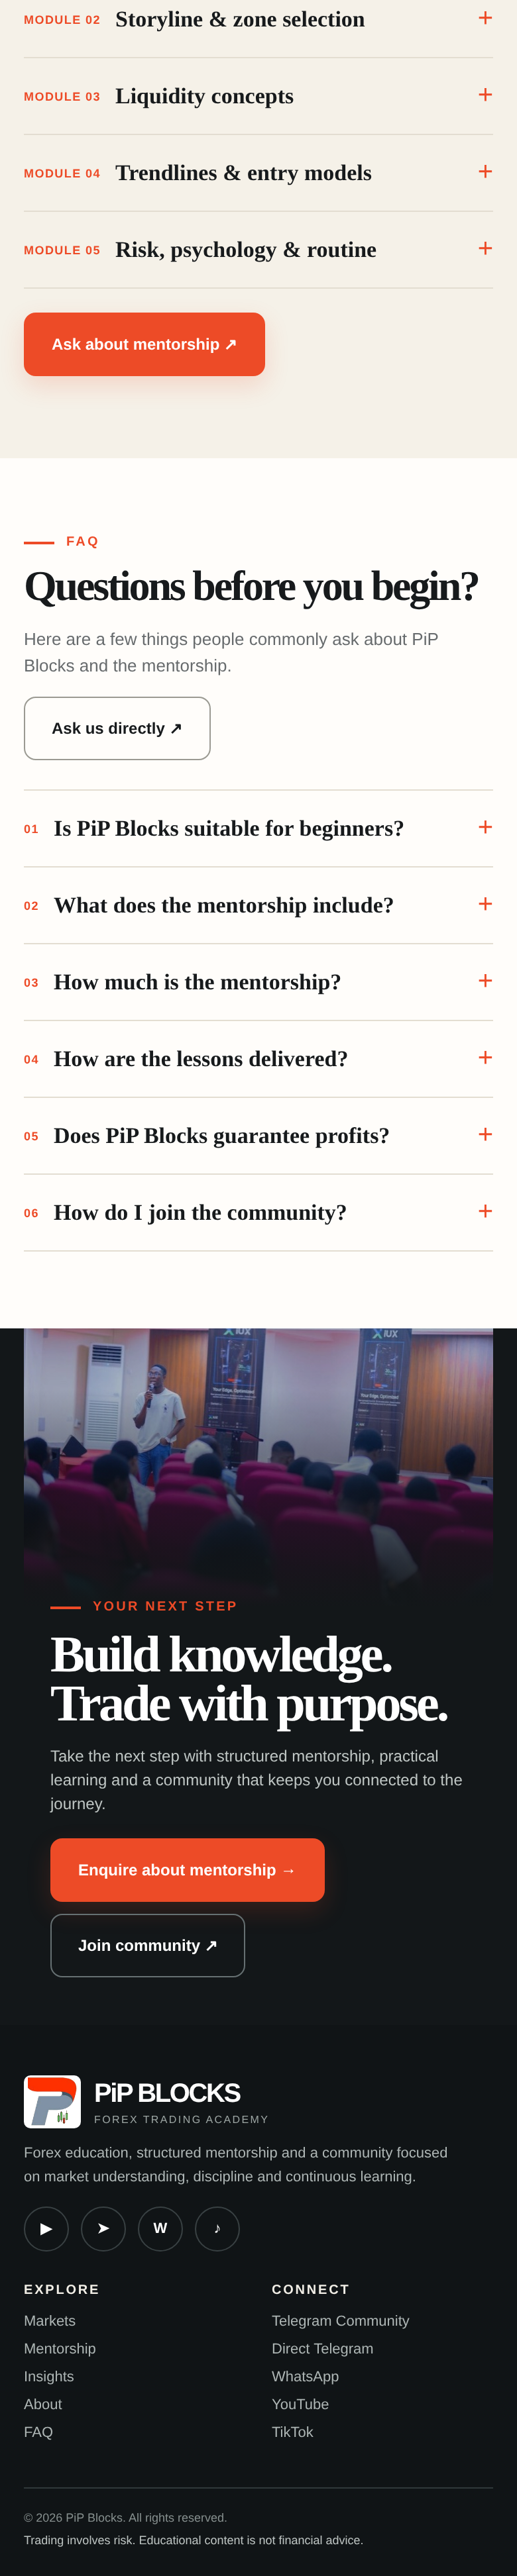 MODULE 02 Storyline & zone selection +
MODULE 03 Liquidity concepts +
MODULE 04 Trendlines & entry models +
MODULE 05 Risk, psychology & routine +
Ask about mentorship ↗
FAQ
Questions before you begin?
Here are a few things people commonly ask about PiP
Blocks and the mentorship.
Ask us directly ↗
01 Is PiP Blocks suitable for beginners? +
02 What does the mentorship include? +
03 How much is the mentorship? +
04 How are the lessons delivered? +
05 Does PiP Blocks guarantee profits? +
06 How do I join the community? +
YOUR NEXT STEP
Build knowledge.
Trade with purpose.
Take the next step with structured mentorship, practical
learning and a community that keeps you connected to the
journey.
Enquire about mentorship →
Join community ↗
PiP BLOCKS
FOREX TRADING ACADEMY
Forex education, structured mentorship and a community focused
on market understanding, discipline and continuous learning.
▶ ➤ W ♪
EXPLORE
Markets
Mentorship
Insights
About
FAQ
CONNECT
Telegram Community
Direct Telegram
WhatsApp
YouTube
TikTok
© 2026 PiP Blocks. All rights reserved.
Trading involves risk. Educational content is not financial advice.